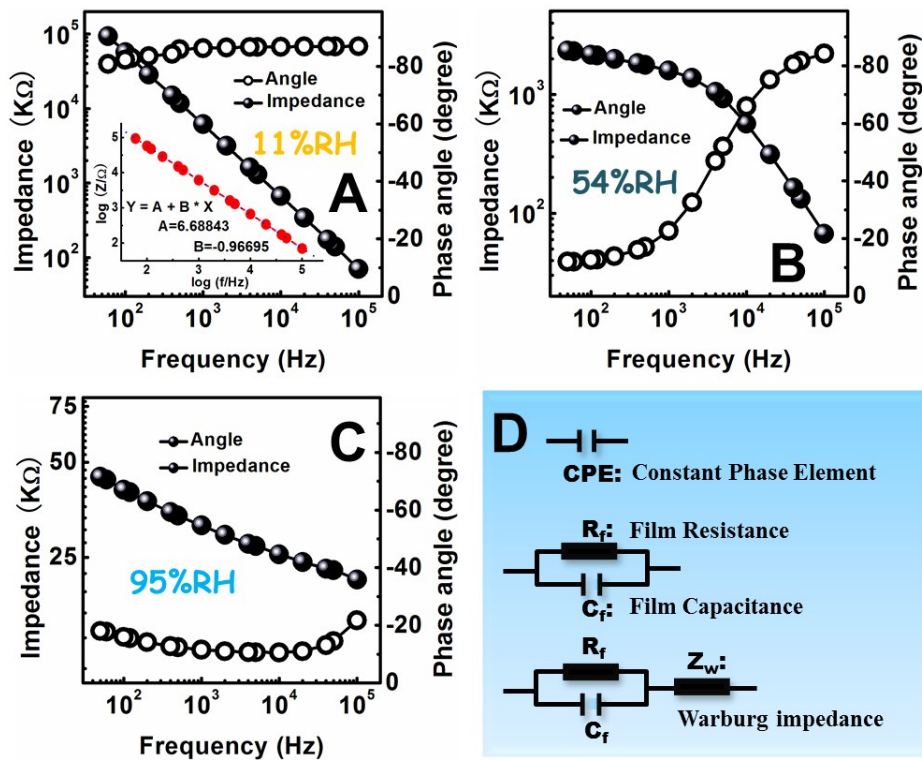 Impedance (KΩ)
10^5
10^4
10^3
10^2
Angle
Impedance
11%RH
A
log (Z/Ω)
5
4
3
2
Y = A + B * X
A=6.68843
B=-0.96695
2 3 4 5
log (f/Hz)
-80
-60
-40
-20
0
Phase angle (degree)
10^2 10^3 10^4 10^5
Frequency (Hz)
Impedance (KΩ)
10^3
10^2
Angle
Impedance
54%RH
B
-80
-60
-40
-20
0
Phase angle (degree)
10^2 10^3 10^4 10^5
Frequency (Hz)
Impedance (KΩ)
75
50
25
Angle
Impedance
95%RH
C
-80
-60
-40
-20
0
Phase angle (degree)
10^2 10^3 10^4 10^5
Frequency (Hz)
D
CPE: Constant Phase Element
R_f: Film Resistance
C_f: Film Capacitance
R_f
Z_w:
C_f
Warburg impedance